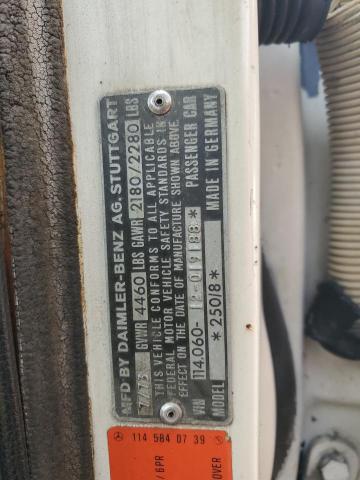 MFD BY DAIMLER-BENZ AG.STUTTGART
7/73 GVWR 4460 LBS GAWR 2180/2280 LBS
THIS VEHICLE CONFORMS TO ALL APPLICABLE
FEDERAL MOTOR VEHICLE SAFETY STANDARDS IN
EFFECT ON THE DATE OF MANUFACTURE SHOWN ABOVE.
VIN 114.060-12-019188* PASSENGER CAR
MODEL *250/8* MADE IN GERMANY
114 584 07 39
/6PR
OVER